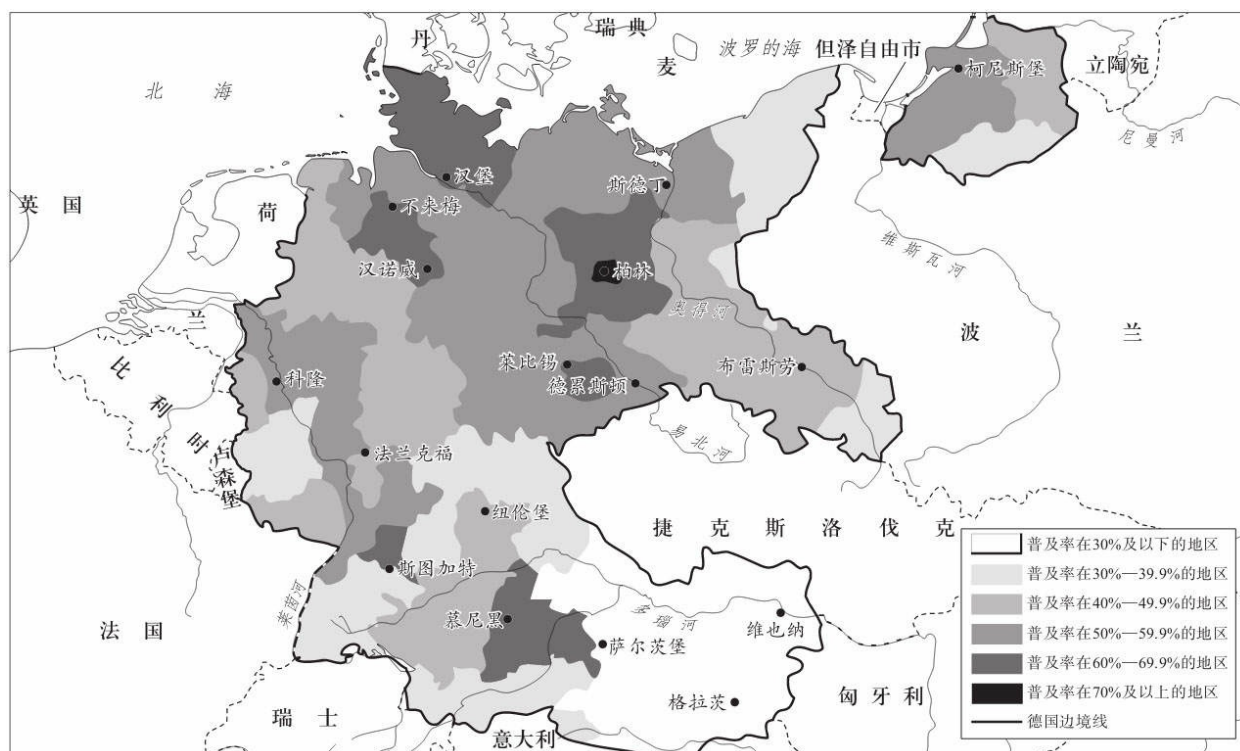 丹
瑞典
麦
波罗的海
但泽自由市
柯尼斯堡
立陶宛
尼曼河
北海
英国
荷
兰
汉堡
不来梅
斯德丁
汉诺威
柏林
奥得河
维斯瓦河
波兰
比利时
卢森堡
科隆
莱比锡
德累斯顿
布雷斯劳
易北河
法兰克福
纽伦堡
捷克斯洛伐克
斯图加特
莱茵河
法国
慕尼黑
多瑙河
维也纳
萨尔茨堡
格拉茨
瑞士
意大利
匈牙利
普及率在30%及以下的地区
普及率在30%—39.9%的地区
普及率在40%—49.9%的地区
普及率在50%—59.9%的地区
普及率在60%—69.9%的地区
普及率在70%及以上的地区
德国边境线